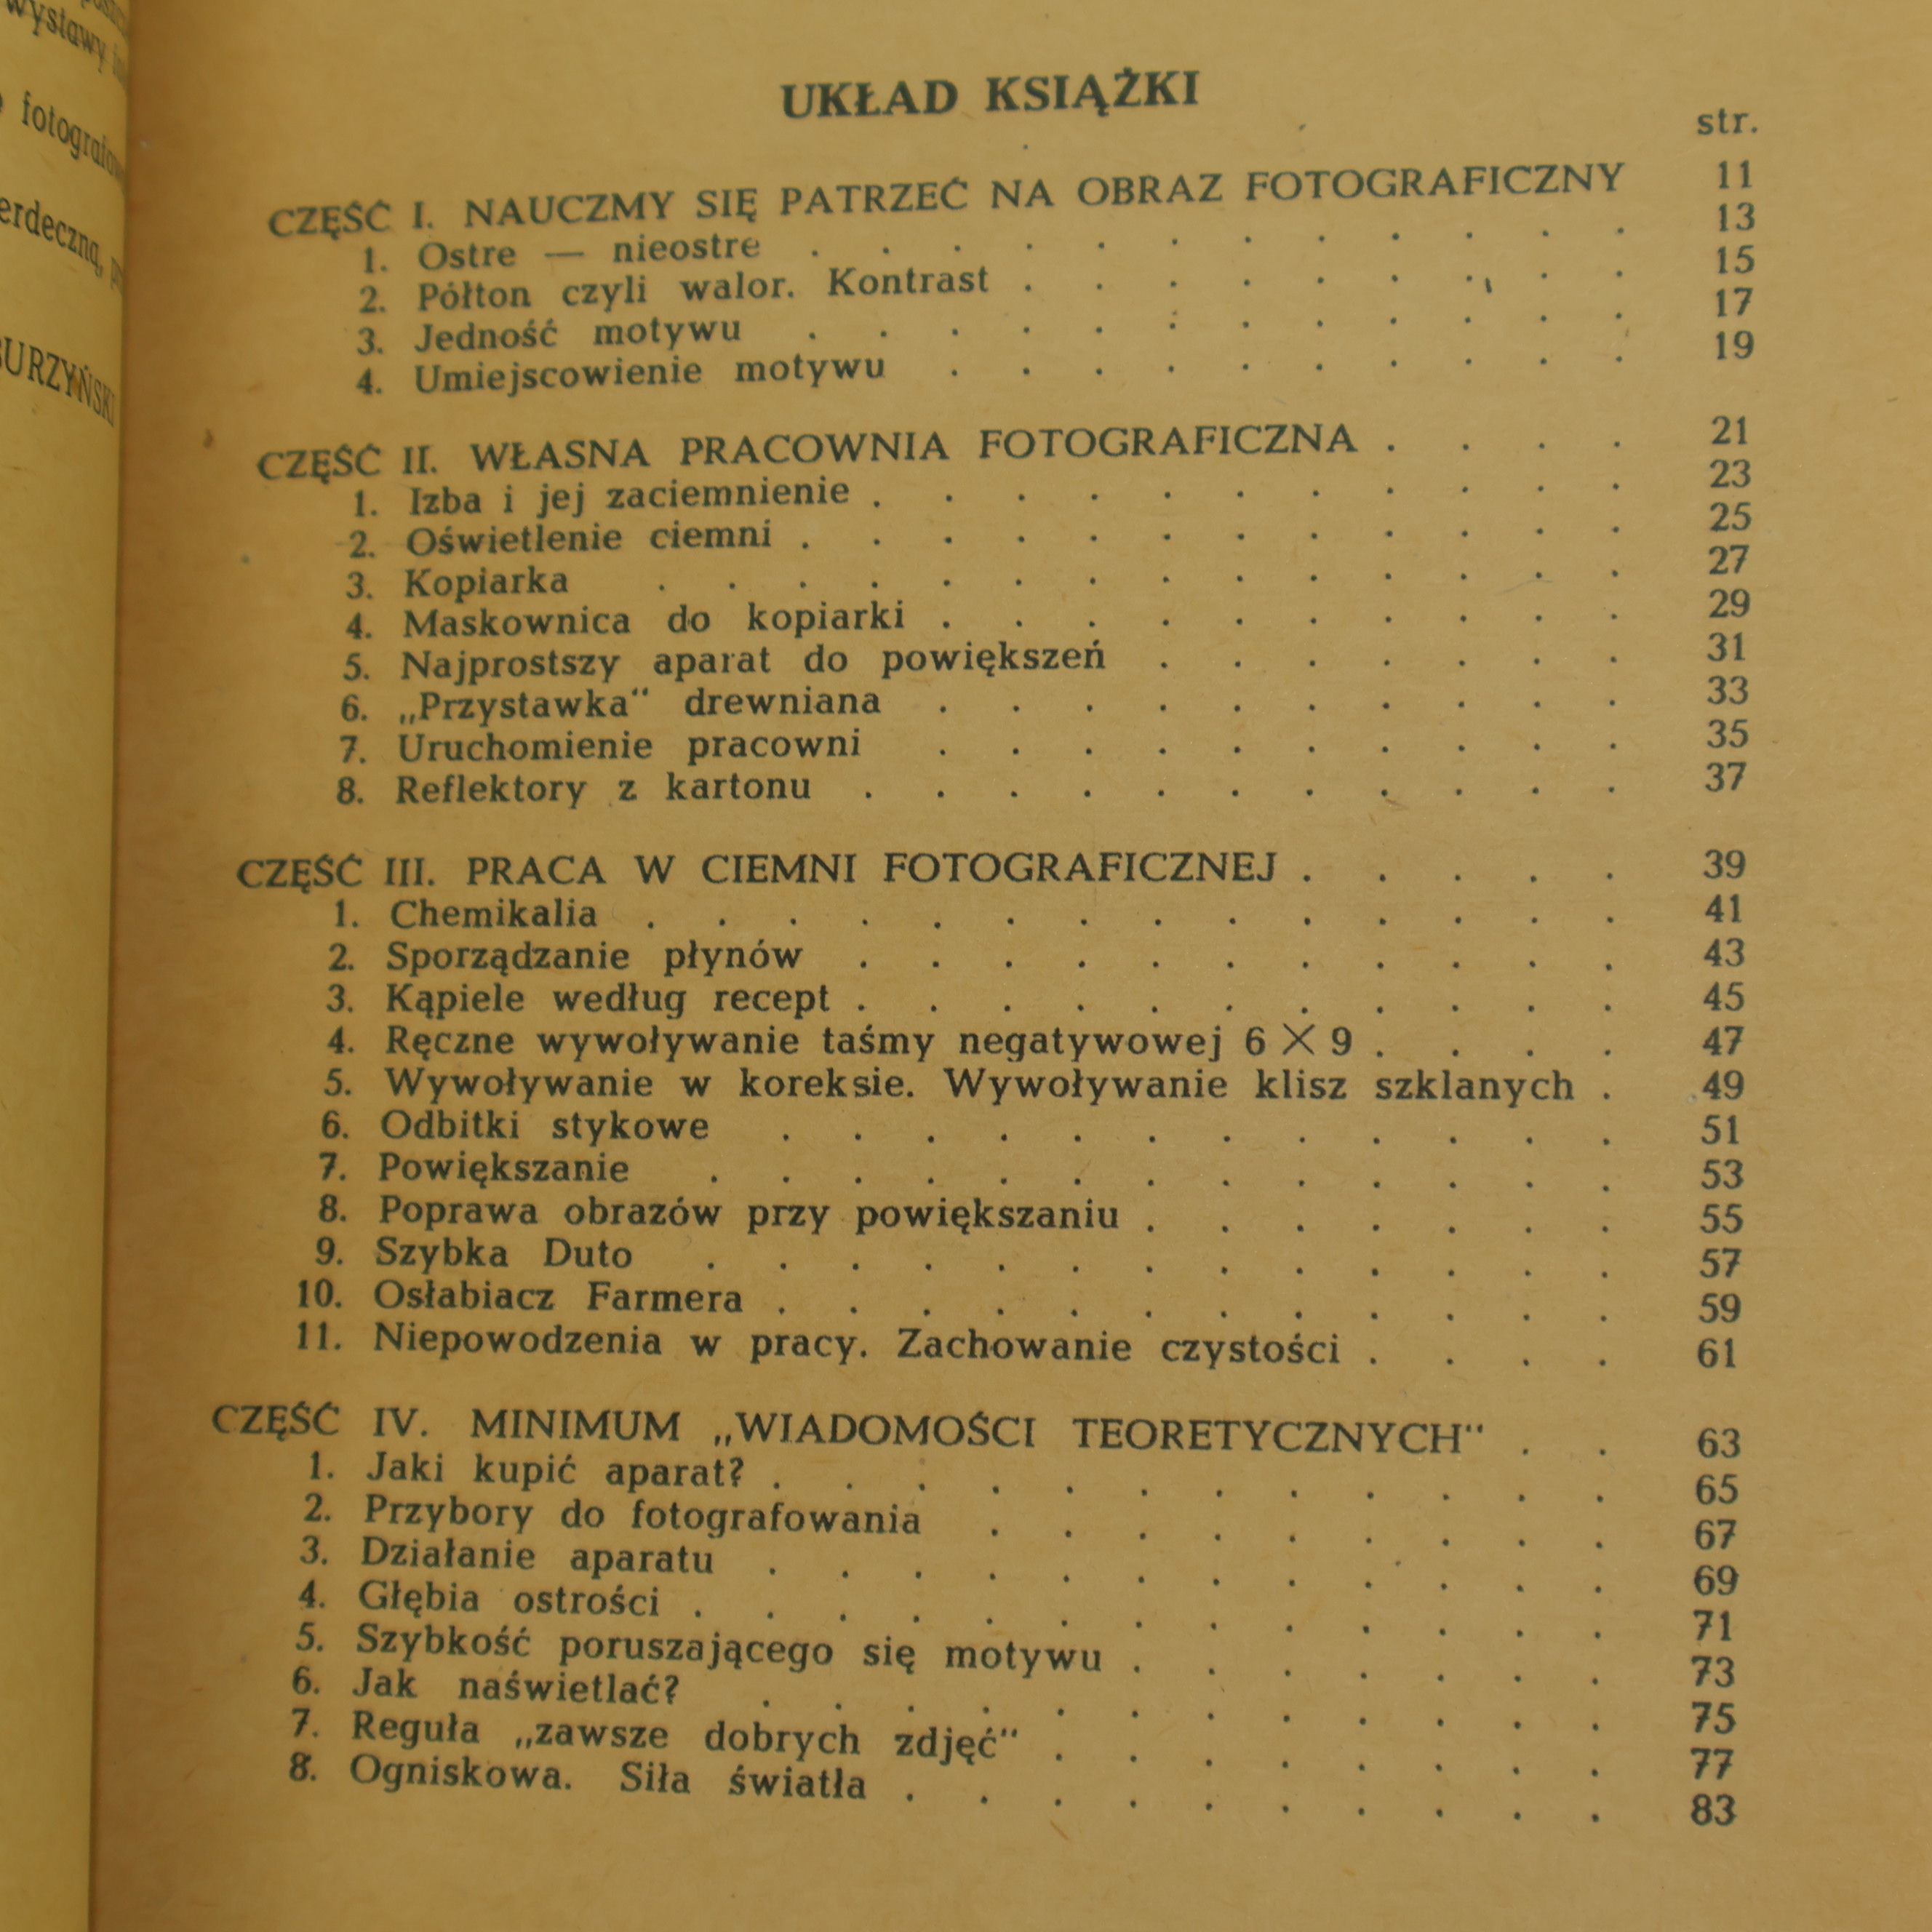 wystawy
fotografow
erdeczną,
BURZYŃSKI
UKŁAD KSIĄŻKI
str.
CZĘŚĆ I. NAUCZMY SIĘ PATRZEĆ NA OBRAZ FOTOGRAFICZNY 11
1. Ostre — nieostre . . . . . . . . . . . . 13
2. Półton czyli walor. Kontrast . . . . . . . . . 15
3. Jedność motywu . . . . . . . . . . . . 17
4. Umiejscowienie motywu . . . . . . . . . . 19
CZĘŚĆ II. WŁASNA PRACOWNIA FOTOGRAFICZNA . . . . 21
1. Izba i jej zaciemnienie . . . . . . . . . . . 23
2. Oświetlenie ciemni . . . . . . . . . . . . 25
3. Kopiarka . . . . . . . . . . . . . . 27
4. Maskownica do kopiarki . . . . . . . . . . 29
5. Najprostszy aparat do powiększeń . . . . . . . 31
6. „Przystawka" drewniana . . . . . . . . . . 33
7. Uruchomienie pracowni . . . . . . . . . . 35
8. Reflektory z kartonu . . . . . . . . . . . 37
CZĘŚĆ III. PRACA W CIEMNI FOTOGRAFICZNEJ . . . . . 39
1. Chemikalia . . . . . . . . . . . . . . 41
2. Sporządzanie płynów . . . . . . . . . . . 43
3. Kąpiele według recept . . . . . . . . . . . 45
4. Ręczne wywoływanie taśmy negatywowej 6 × 9 . . . . 47
5. Wywoływanie w koreksie. Wywoływanie klisz szklanych . 49
6. Odbitki stykowe . . . . . . . . . . . . 51
7. Powiększanie . . . . . . . . . . . . . 53
8. Poprawa obrazów przy powiększaniu . . . . . . . 55
9. Szybka Duto . . . . . . . . . . . . . 57
10. Osłabiacz Farmera . . . . . . . . . . . . 59
11. Niepowodzenia w pracy. Zachowanie czystości . . . . 61
CZĘŚĆ IV. MINIMUM „WIADOMOŚCI TEORETYCZNYCH" . . 63
1. Jaki kupić aparat? . . . . . . . . . . . . 65
2. Przybory do fotografowania . . . . . . . . . 67
3. Działanie aparatu . . . . . . . . . . . . 69
4. Głębia ostrości . . . . . . . . . . . . . 71
5. Szybkość poruszającego się motywu . . . . . . . 73
6. Jak naświetlać? . . . . . . . . . . . . 75
7. Reguła „zawsze dobrych zdjęć" . . . . . . . . 77
8. Ogniskowa. Siła światła . . . . . . . . . . 83